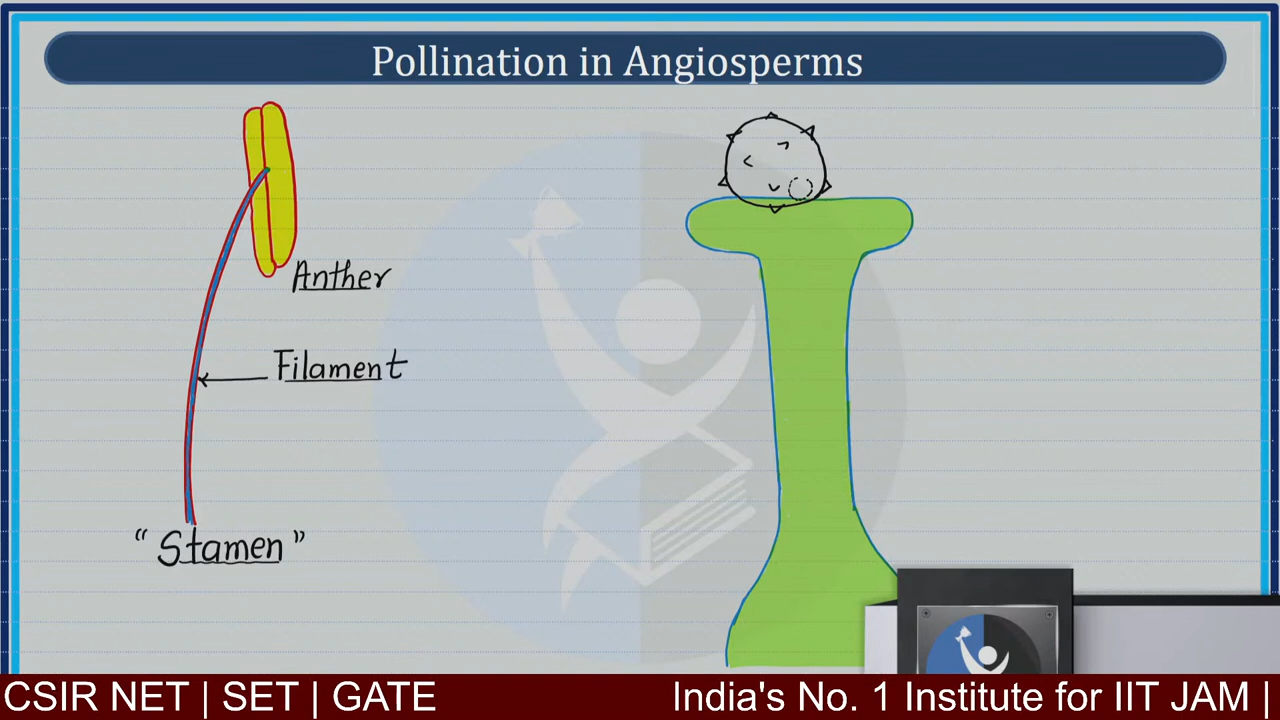 Pollination in Angiosperms
Anther
Filament
“ Stamen ”
CSIR NET | SET | GATE
India's No. 1 Institute for IIT JAM |